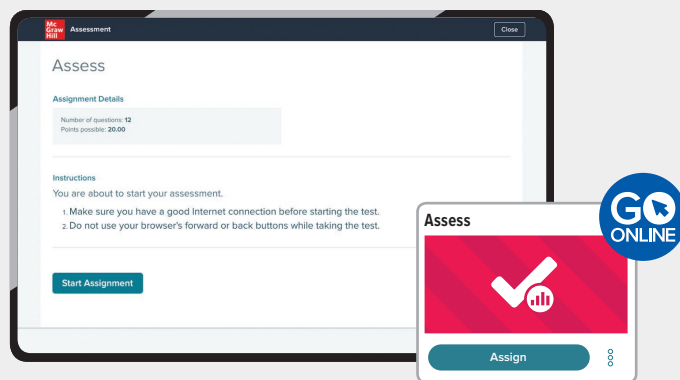 Mc
Graw
Hill
Assessment
Close
Assess
Assignment Details
Number of questions: 12
Points possible: 20.00
Instructions
You are about to start your assessment.
1. Make sure you have a good Internet connection before starting the test.
2. Do not use your browser's forward or back buttons while taking the test.
Start Assignment
Assess
Assign
GO
ONLINE